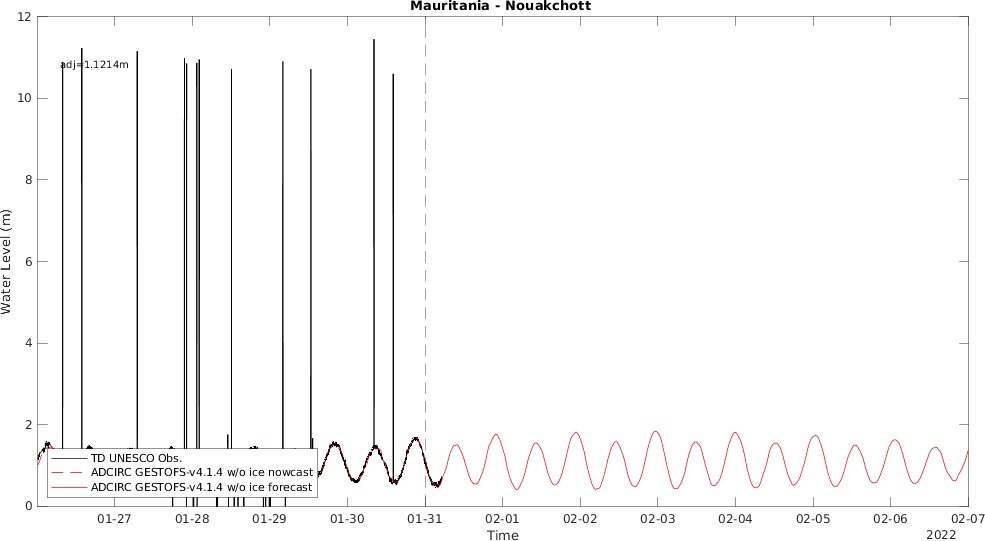 Mauritania - Nouakchott
12
10
8
6
4
2
0
Water Level (m)
adj=1.1214m
TD UNESCO Obs.
ADCIRC GESTOFS-v4.1.4 w/o ice nowcast
ADCIRC GESTOFS-v4.1.4 w/o ice forecast
01-27 01-28 01-29 01-30 01-31 02-01 02-02 02-03 02-04 02-05 02-06 02-07
Time
2022